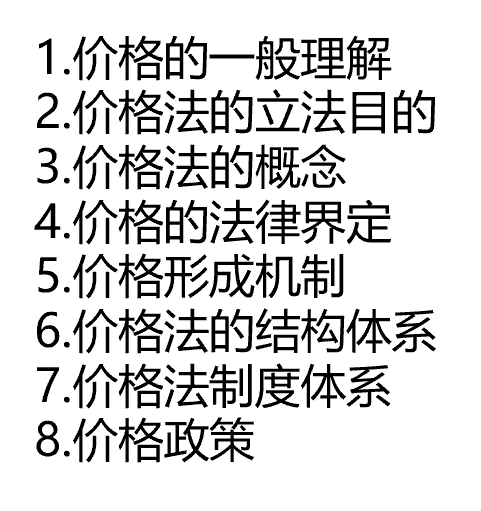 1.价格的一般理解
2.价格法的立法目的
3.价格法的概念
4.价格的法律界定
5.价格形成机制
6.价格法的结构体系
7.价格法制度体系
8.价格政策